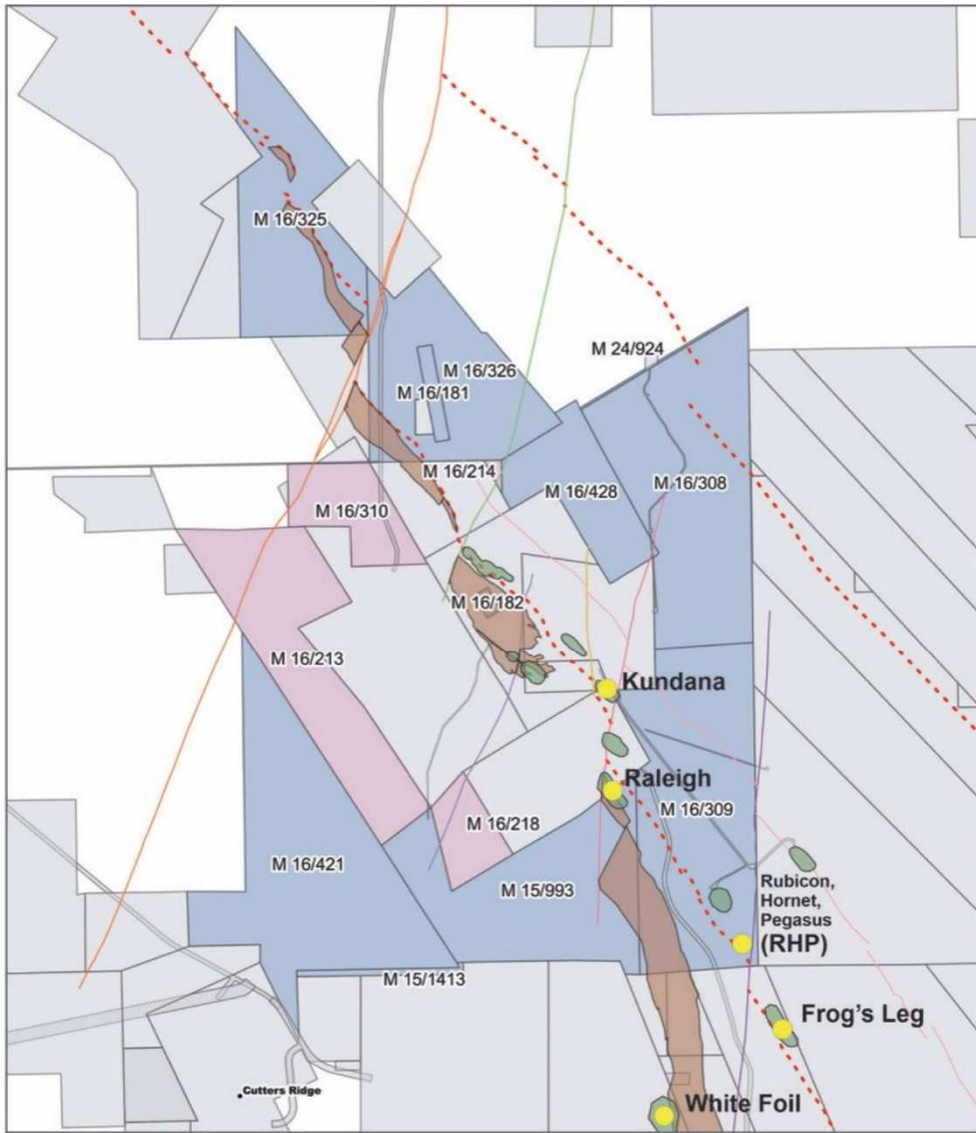 M 16/325
M 24/924
M 16/326
M 16/181
M 16/214
M 16/428
M 16/308
M 16/310
M 16/182
M 16/213
Kundana
Raleigh
M 16/309
M 16/218
M 16/421
M 15/993
Rubicon,
Hornet,
Pegasus
(RHP)
M 15/1413
Frog's Leg
Cutters Ridge
White Foil